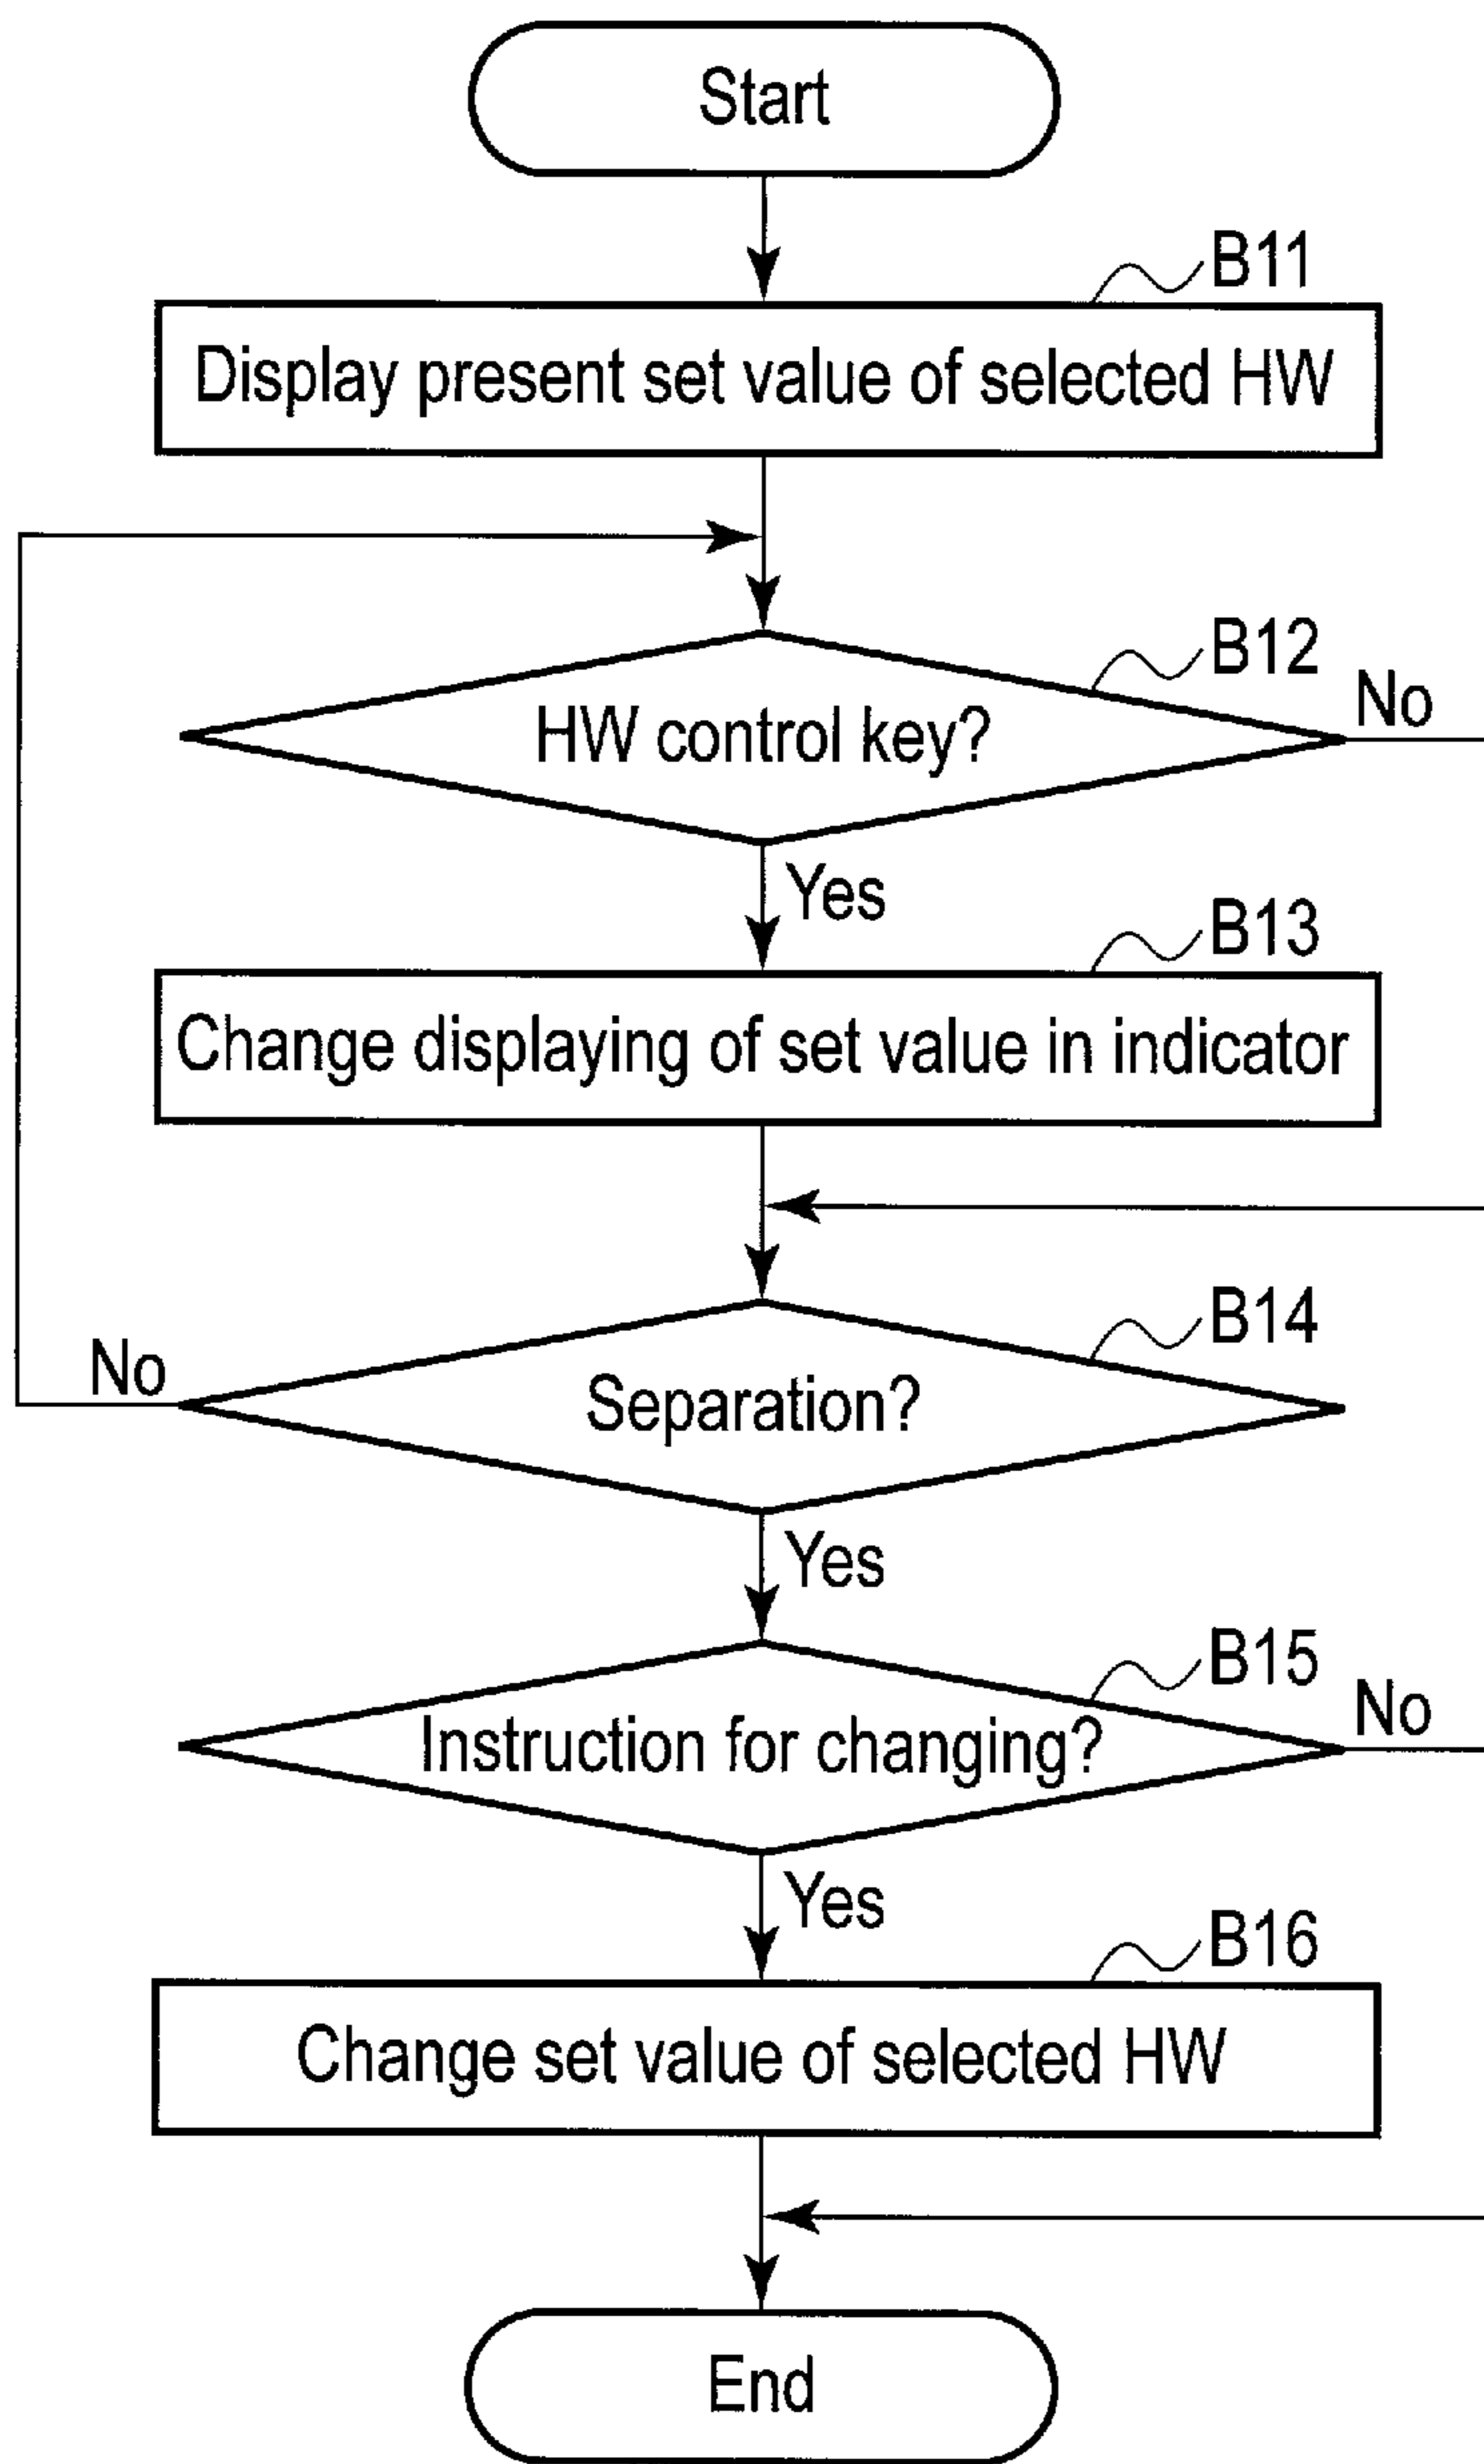 Start
B11
Display present set value of selected HW
B12
No
HW control key?
Yes
B13
Change displaying of set value in indicator
B14
No
Separation?
Yes
B15
No
Instruction for changing?
Yes
B16
Change set value of selected HW
End